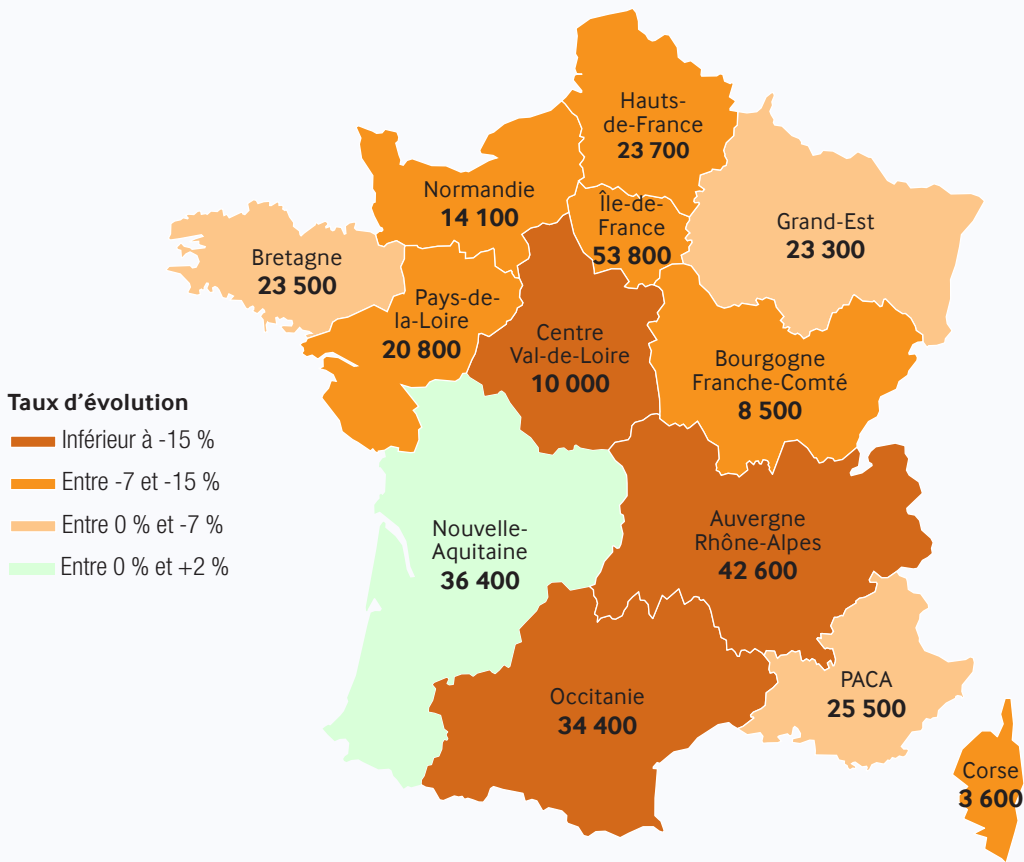 Hauts-
de-France
23 700
Normandie
14 100
Île-de-
France
53 800
Grand-Est
23 300
Bretagne
23 500
Pays-de-
la-Loire
20 800
Centre
Val-de-Loire
10 000
Bourgogne
Franche-Comté
8 500
Taux d’évolution
Inférieur à -15 %
Entre -7 et -15 %
Entre 0 % et -7 %
Entre 0 % et +2 %
Nouvelle-
Aquitaine
36 400
Auvergne
Rhône-Alpes
42 600
Occitanie
34 400
PACA
25 500
Corse
3 600